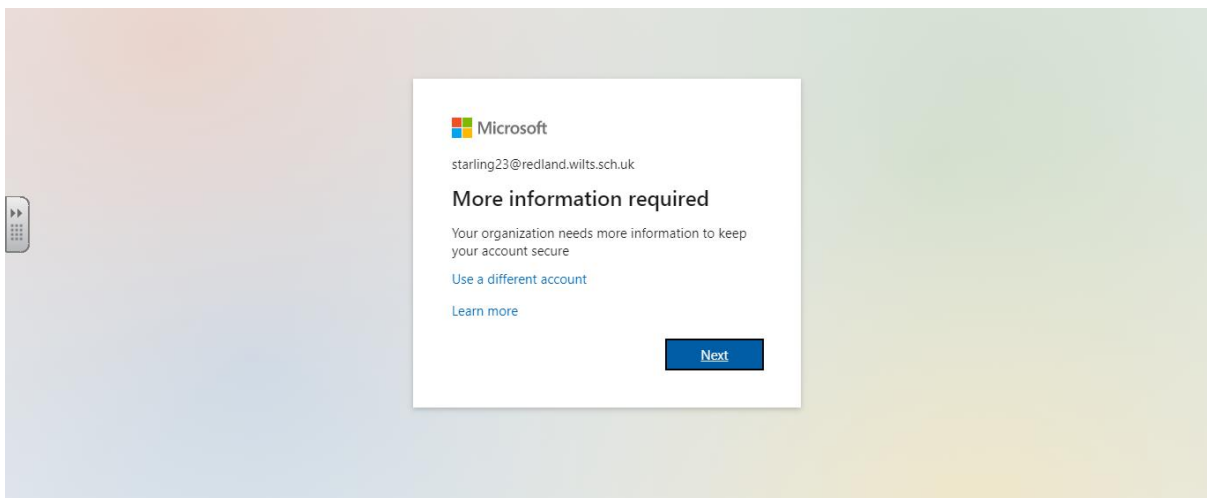 Microsoft
starling23@redland.wilts.sch.uk
More information required
Your organization needs more information to keep
your account secure
Use a different account
Learn more
Next